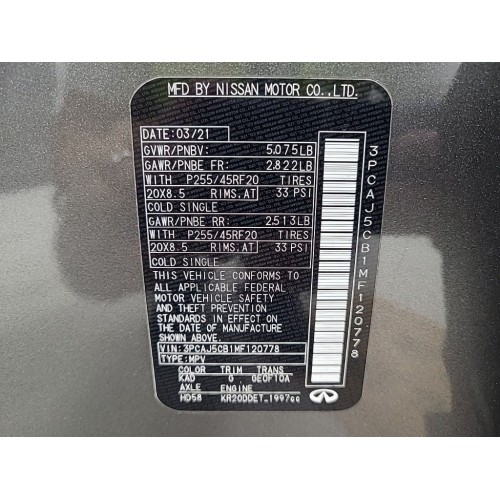 MFD BY NISSAN MOTOR CO.,LTD.
DATE: 03/21
GVWR/PNBV: 5.075LB
GAWR/PNBE FR: 2.822LB
WITH P255/45RF20 TIRES
20X8.5 RIMS.AT 33 PSI
COLD SINGLE
GAWR/PNBE RR: 2.513LB
WITH P255/45RF20 TIRES
20X8.5 RIMS.AT 33 PSI
COLD SINGLE
THIS VEHICLE CONFORMS TO
ALL APPLICABLE FEDERAL
MOTOR VEHICLE SAFETY
AND THEFT PREVENTION
STANDARDS IN EFFECT ON
THE DATE OF MANUFACTURE
SHOWN ABOVE.
VIN: 3PCAJ5CB1MF120778
TYPE: MPV
COLOR TRIM TRANS
KAD G GE0F10A
AXLE ENGINE
HD58 KR20DDET_1997cc
3PCAJ5CB1MF120778